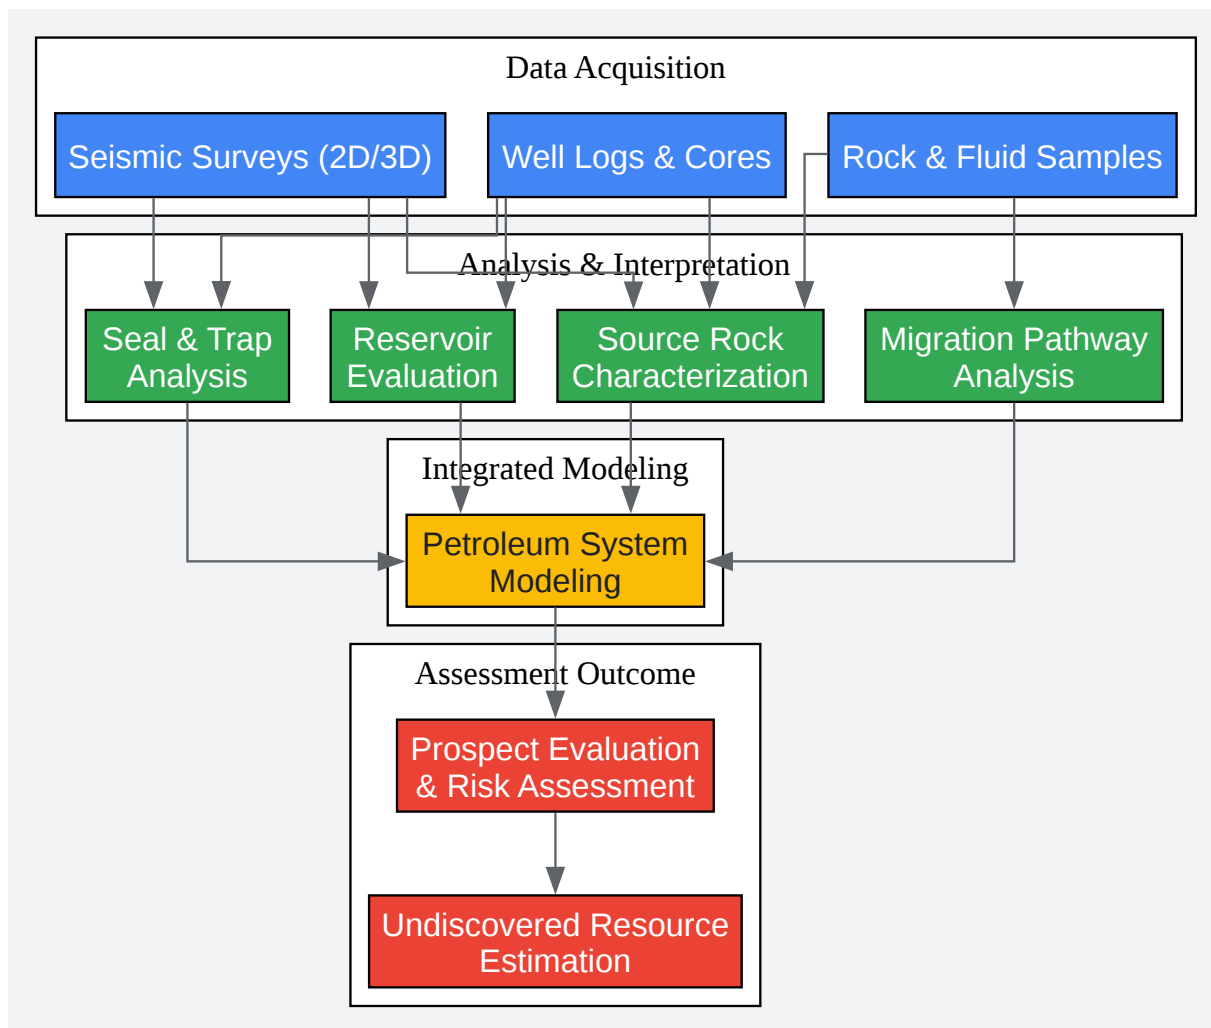 Data Acquisition
Seismic Surveys (2D/3D)
Well Logs & Cores
Rock & Fluid Samples
Analysis & Interpretation
Seal & Trap
Analysis
Reservoir
Evaluation
Source Rock
Characterization
Migration Pathway
Analysis
Integrated Modeling
Petroleum System
Modeling
Assessment Outcome
Prospect Evaluation
& Risk Assessment
Undiscovered Resource
Estimation